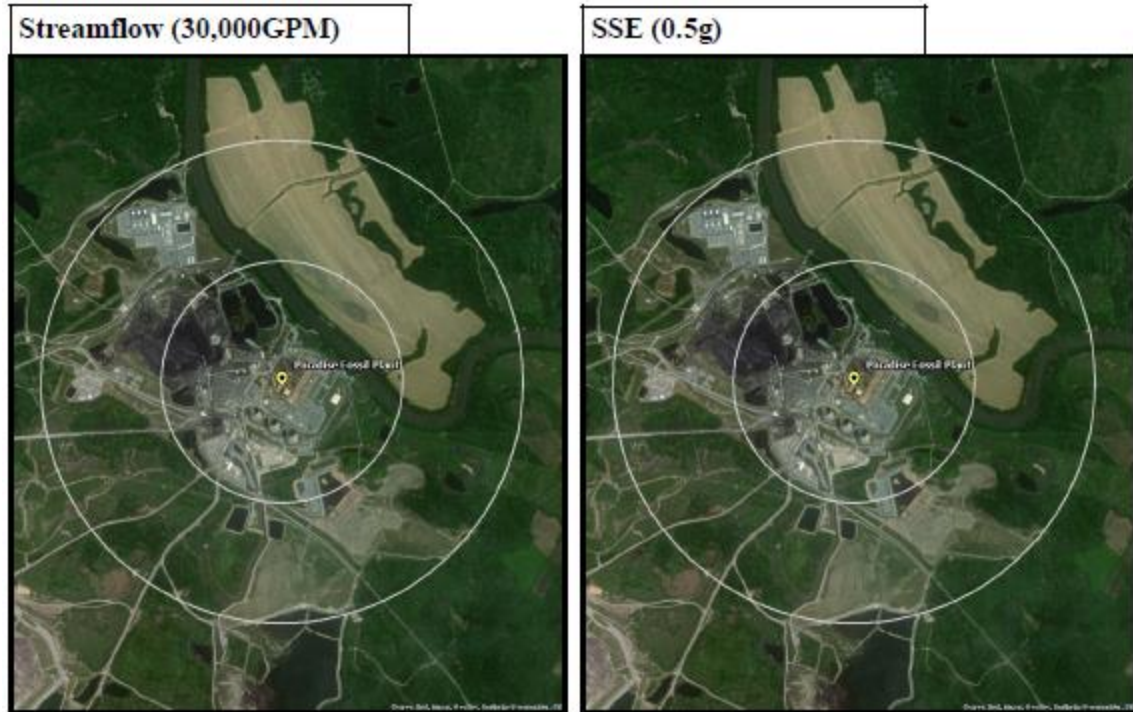 Streamflow (30,000GPM)
SSE (0.5g)
Paradise Fossil Plant
Paradise Fossil Plant